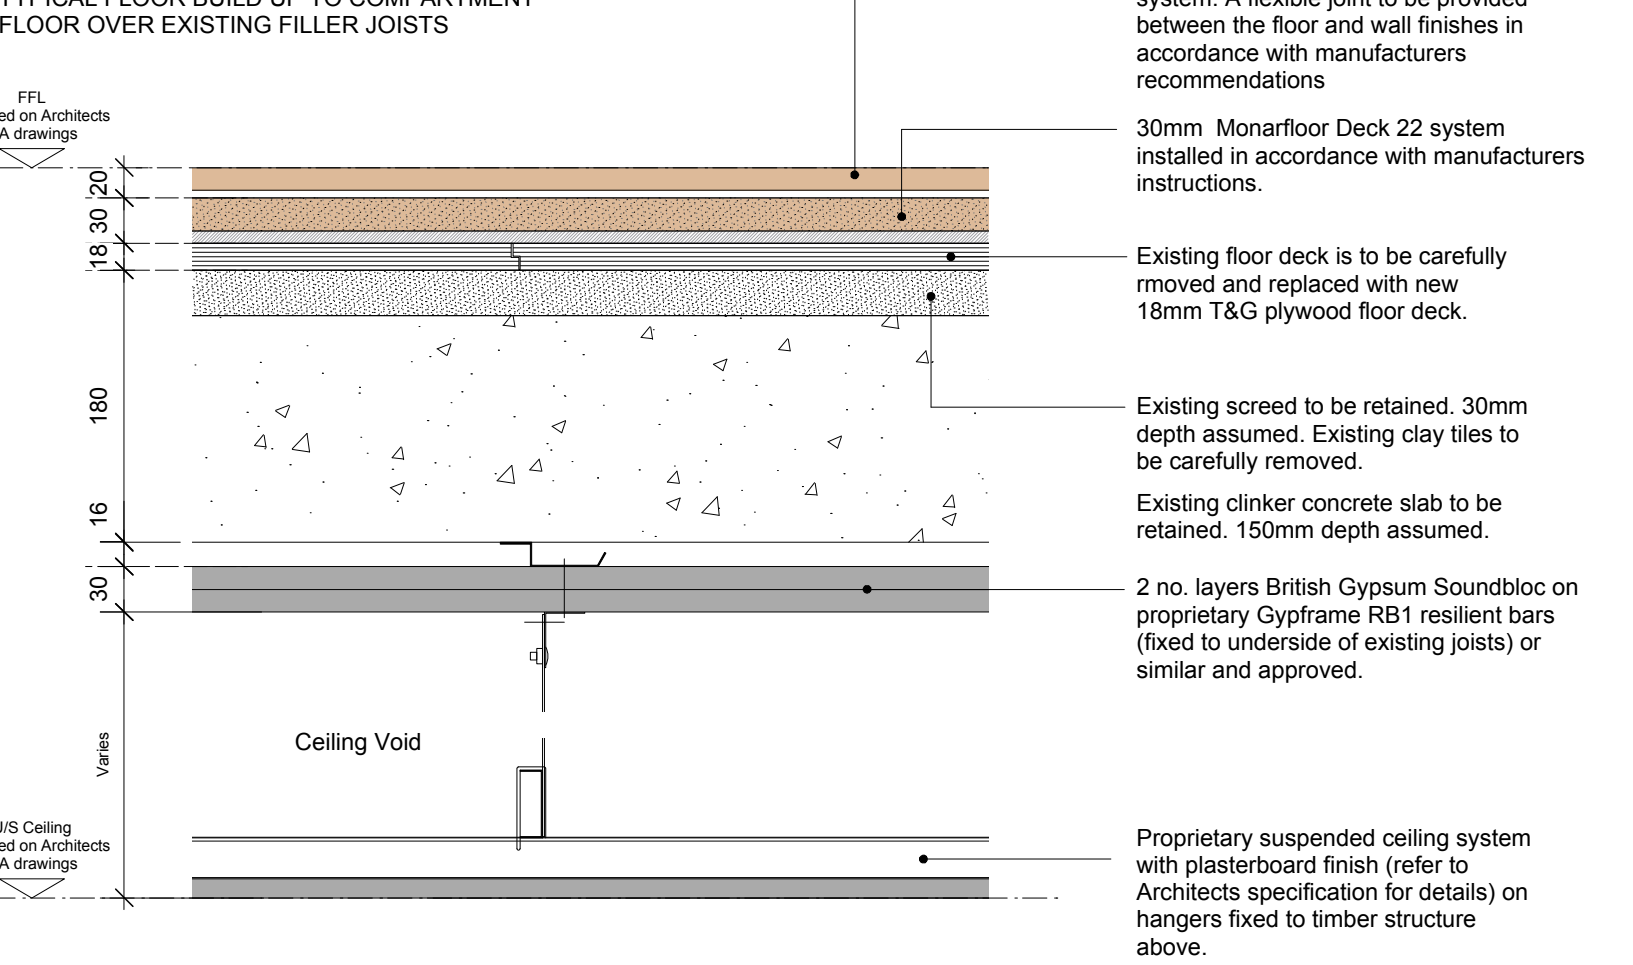 TYPICAL FLOOR BUILD UP TO COMPARTMENT
FLOOR OVER EXISTING FILLER JOISTS
FFL
on Architects
drawings
20
30
18
180
16
30
Varies
Ceiling Void
Ceiling
on Architects
drawings
system. A flexible joint to be provided
between the floor and wall finishes in
accordance with manufacturers
recommendations
30mm Monarfloor Deck 22 system
installed in accordance with manufacturers
instructions.
Existing floor deck is to be carefully
rmoved and replaced with new
18mm T&G plywood floor deck.
Existing screed to be retained. 30mm
depth assumed. Existing clay tiles to
be carefully removed.
Existing clinker concrete slab to be
retained. 150mm depth assumed.
2 no. layers British Gypsum Soundbloc on
proprietary Gypframe RB1 resilient bars
(fixed to underside of existing joists) or
similar and approved.
Proprietary suspended ceiling system
with plasterboard finish (refer to
Architects specification for details) on
hangers fixed to timber structure
above.